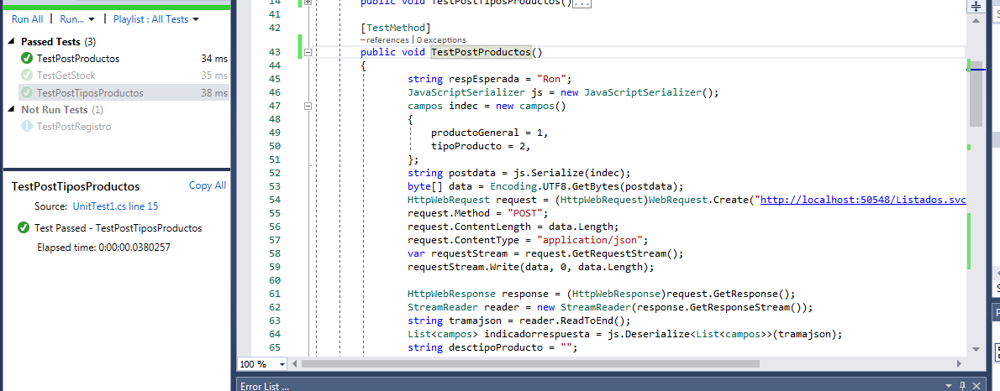 Run All | Run... | Playlist : All Tests
Passed Tests (3)
TestPostProductos 34 ms
TestGetStock 35 ms
TestPostTiposProductos 38 ms
Not Run Tests (1)
TestPostRegistro
TestPostTiposProductos Copy All
Source: UnitTest1.cs line 15
Test Passed - TestPostTiposProductos
Elapsed time: 0:00:00.0380257
14 public void TestPostTiposProductos()...
41
42 [TestMethod]
–references | 0 exceptions
43 public void TestPostProductos()
44 {
45 string respEsperada = "Ron";
46 JavaScriptSerializer js = new JavaScriptSerializer();
47 campos indec = new campos()
48 {
49 productoGeneral = 1,
50 tipoProducto = 2,
51 };
52 string postdata = js.Serialize(indec);
53 byte[] data = Encoding.UTF8.GetBytes(postdata);
54 HttpWebRequest request = (HttpWebRequest)WebRequest.Create("http://localhost:50548/Listados.svc
55 request.Method = "POST";
56 request.ContentLength = data.Length;
57 request.ContentType = "application/json";
58 var requestStream = request.GetRequestStream();
59 requestStream.Write(data, 0, data.Length);
60
61 HttpWebResponse response = (HttpWebResponse)request.GetResponse();
62 StreamReader reader = new StreamReader(response.GetResponseStream());
63 string tramajson = reader.ReadToEnd();
64 List<campos> indicadorrespuesta = js.Deserialize<List<campos>>(tramajson);
65 string desctipoProducto = "";
100 %
Error List ...